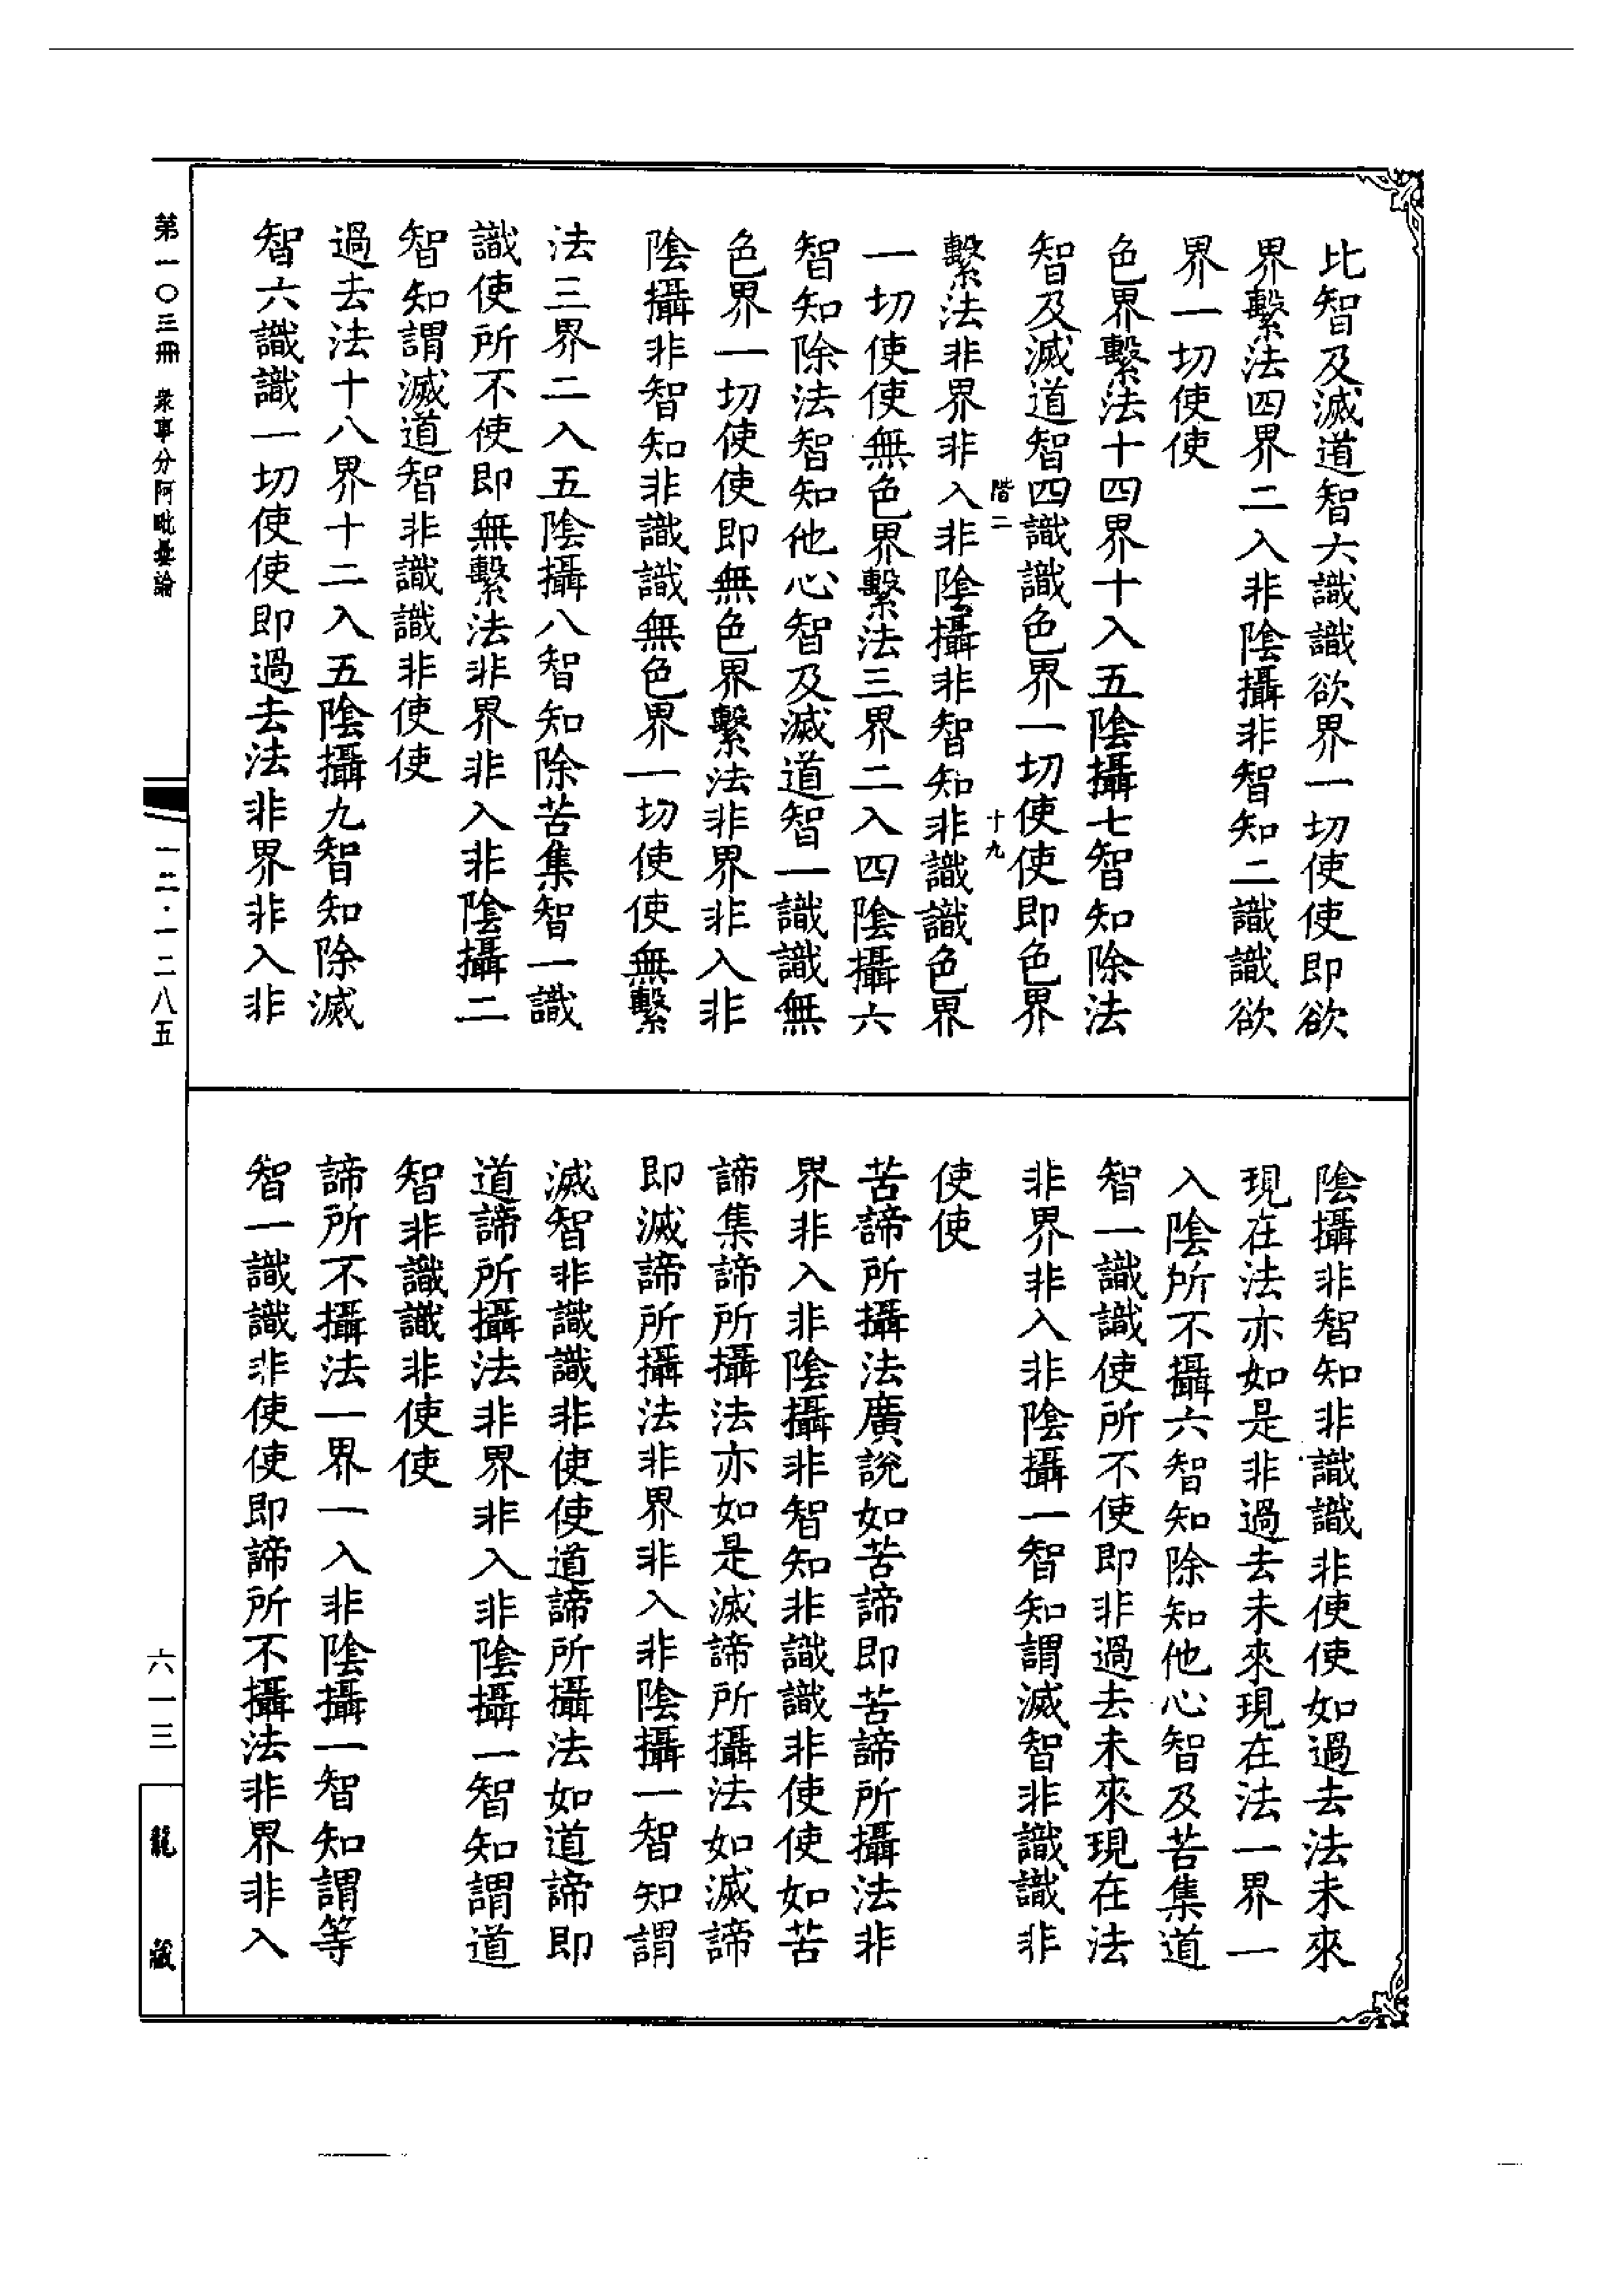 比智及滅道智六識識欲界一切使使即欲
界繫法四界二入非陰攝非智知二識識欲
界一切使使
色界繫法十四界十入五陰攝七智知除法
智及滅道智四識識色界一切使使即色界
階二
十九
繫法非界非入非陰攝非智知非識識色界
一切使使無色界繫法三界二入四陰攝六
智知除法智知他心智及滅道智一識識無
色界一切使使即無色界繫法非界非入非
陰攝非智知非識識無色界一切使使無繫
法三界二入五陰攝八智知除苦集智一識
識使所不使即無繫法非界非入非陰攝二
智知謂滅道智非識識非使使
過去法十八界十二入五陰攝九智知除滅
智六識識一切使使即過去法非界非入非
陰攝非智知非識識非使使如過去法未來
現在法亦如是非過去未來現在法一界一
入陰所不攝六智知除知他心智及苦集道
智一識識使所不使即非過去未來現在法
非界非入非陰攝一智知謂滅智非識識非
使使
苦諦所攝法廣說如苦諦即苦諦所攝法非
界非入非陰攝非智知非識識非使使如苦
諦集諦所攝法亦如是滅諦所攝法如滅諦
即滅諦所攝法非界非入非陰攝一智知謂
滅智非識識非使使道諦所攝法如道諦即
道諦所攝法非界非入非陰攝一智知謂道
智非識識非使使
諦所不攝法一界一入非陰攝一智知謂等
智一識識非使使即諦所不攝法非界非入
第一〇三冊 衆事分阿毗曇論
一三·一二八五
六一三
龍藏